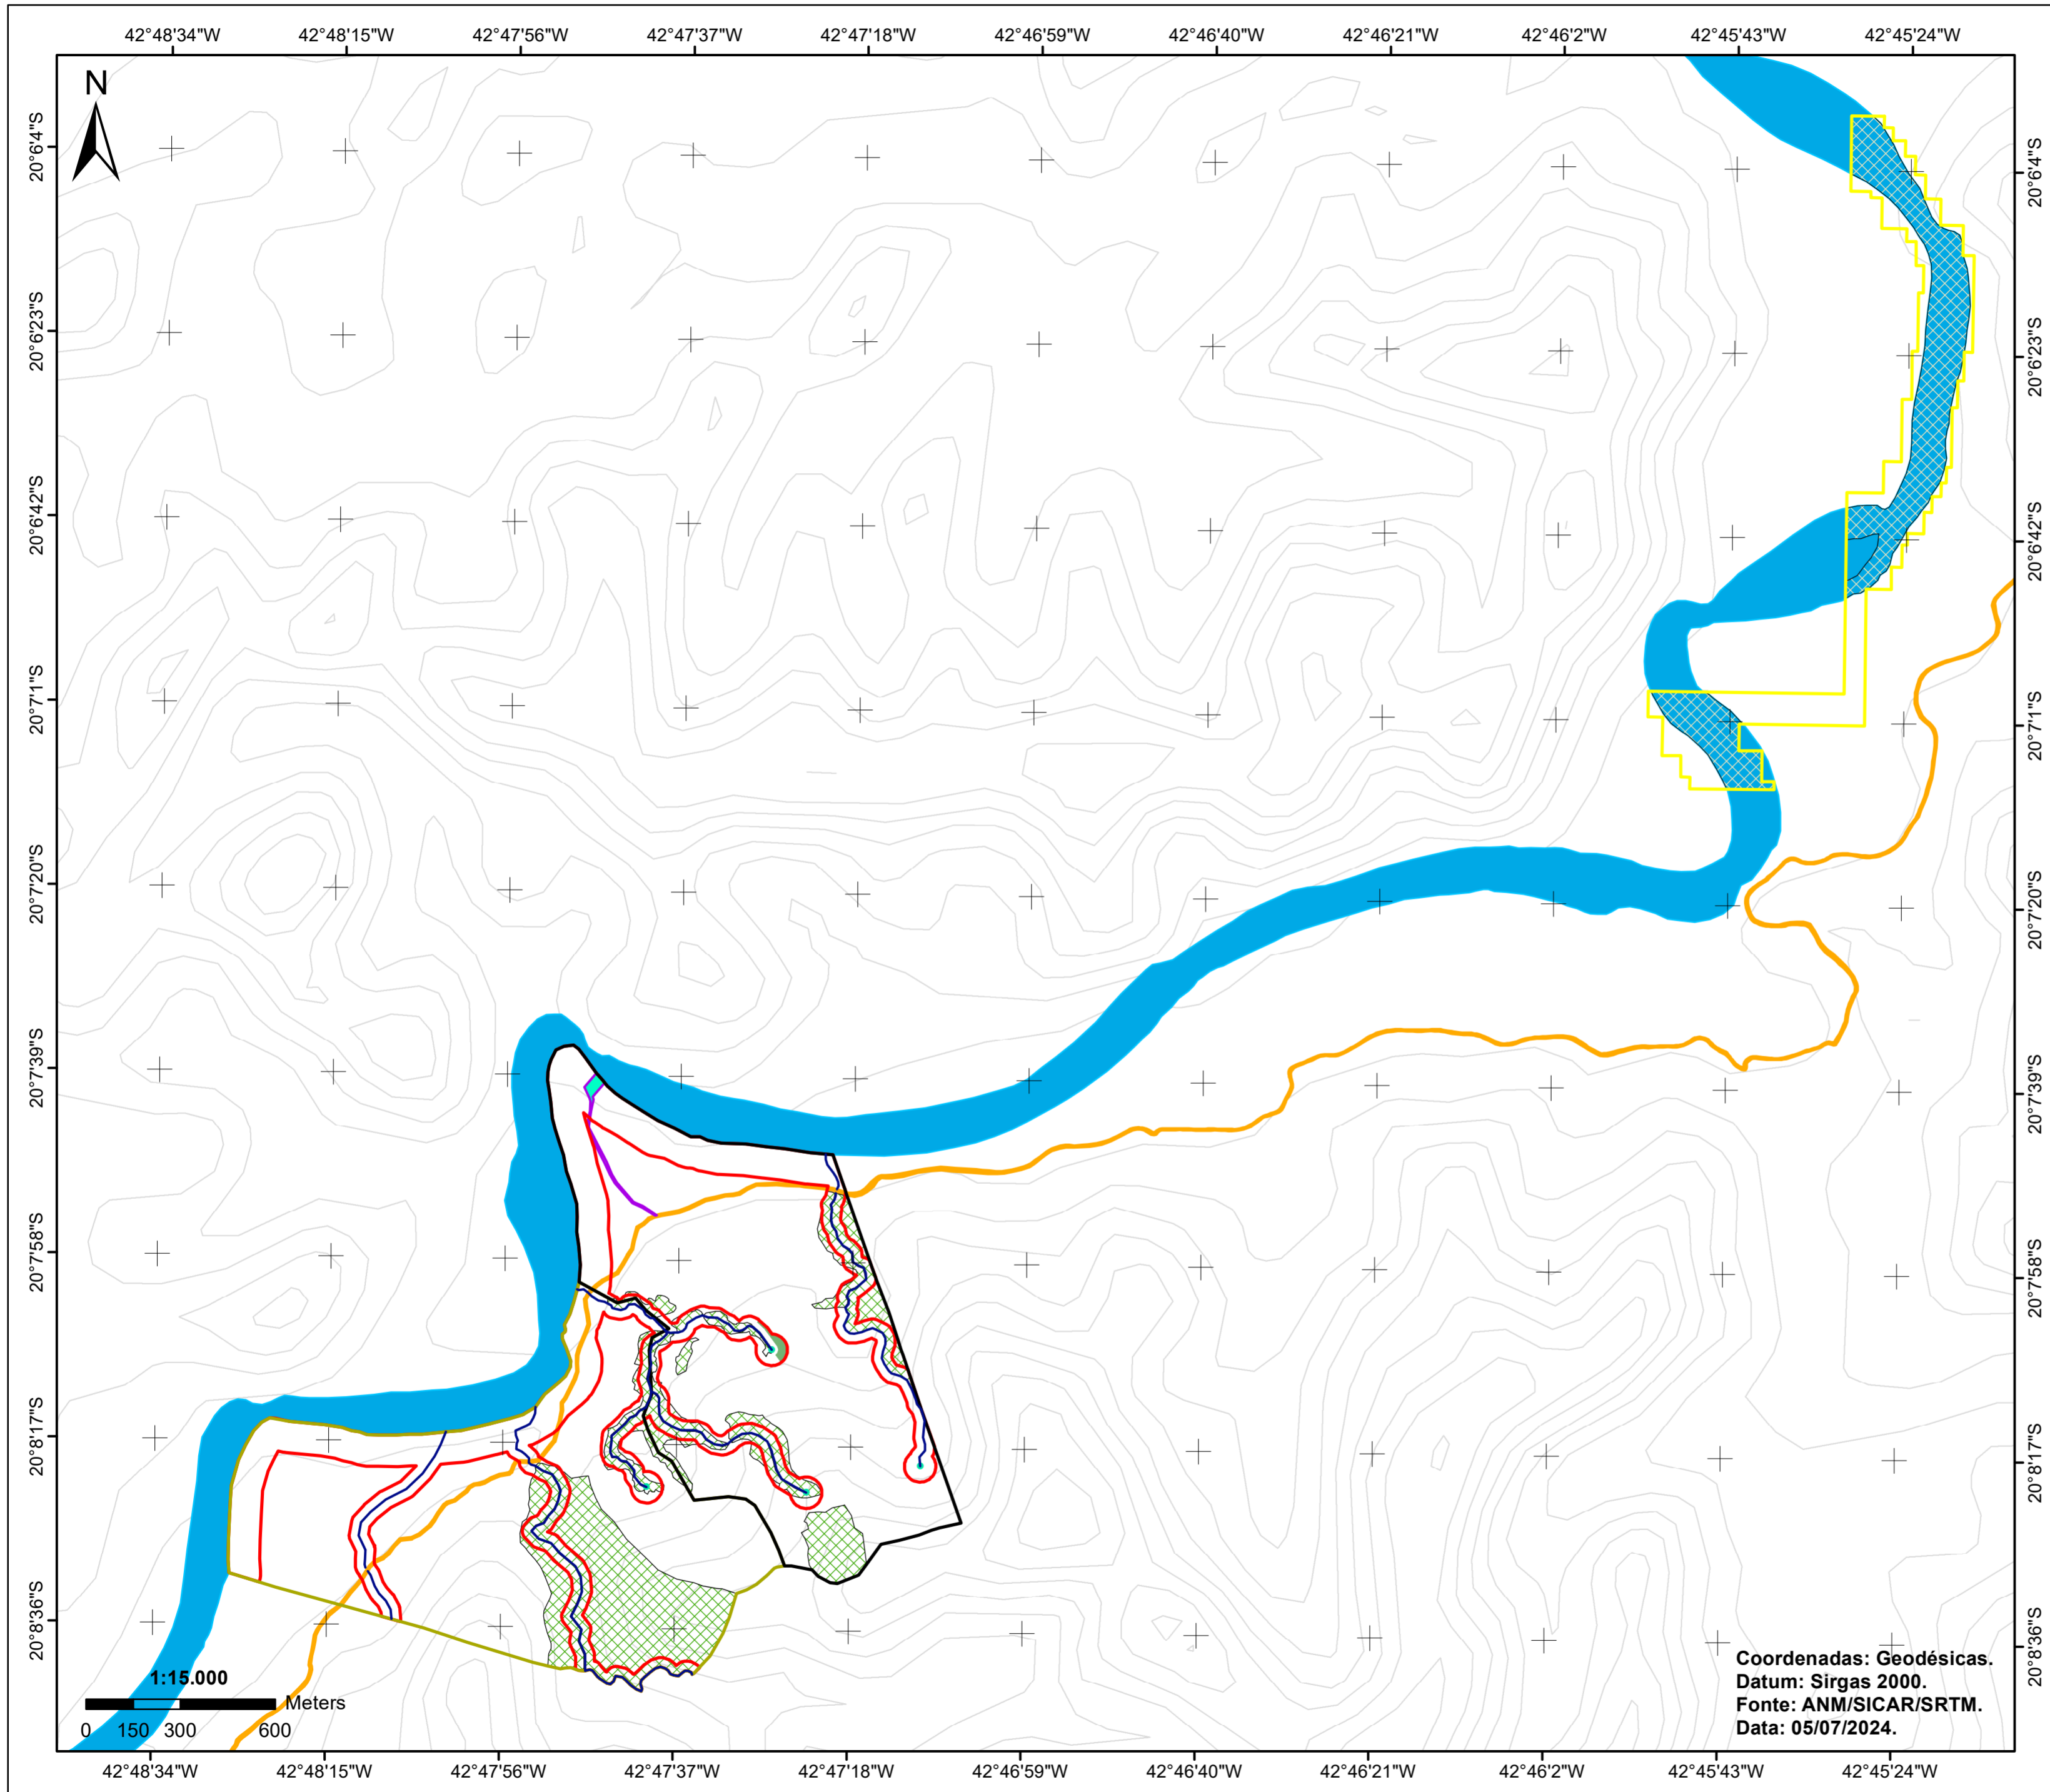 42°48'34"W 42°48'15"W 42°47'56"W 42°47'37"W 42°47'18"W 42°46'59"W 42°46'40"W 42°46'21"W 42°46'2"W 42°45'43"W 42°45'24"W
N
20°6'4"S 20°6'4"S
20°6'23"S 20°6'23"S
20°6'42"S 20°6'42"S
20°7'1"S 20°7'1"S
20°7'20"S 20°7'20"S
20°7'39"S 20°7'39"S
20°7'58"S 20°7'58"S
20°8'17"S 20°8'17"S
20°8'36"S 20°8'36"S
1:15.000
Meters
0 150 300 600
Coordenadas: Geodésicas.
Datum: Sirgas 2000.
Fonte: ANM/SICAR/SRTM.
Data: 05/07/2024.
42°48'34"W 42°48'15"W 42°47'56"W 42°47'37"W 42°47'18"W 42°46'59"W 42°46'40"W 42°46'21"W 42°46'2"W 42°45'43"W 42°45'24"W